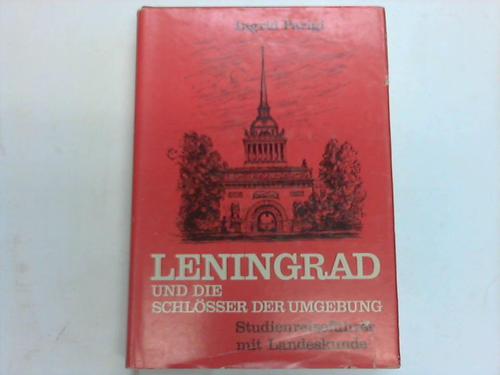 Ingrid Parigi
LENINGRAD
UND DIE
SCHLÖSSER DER UMGEBUNG
Studienreiseführer
mit Landeskunde